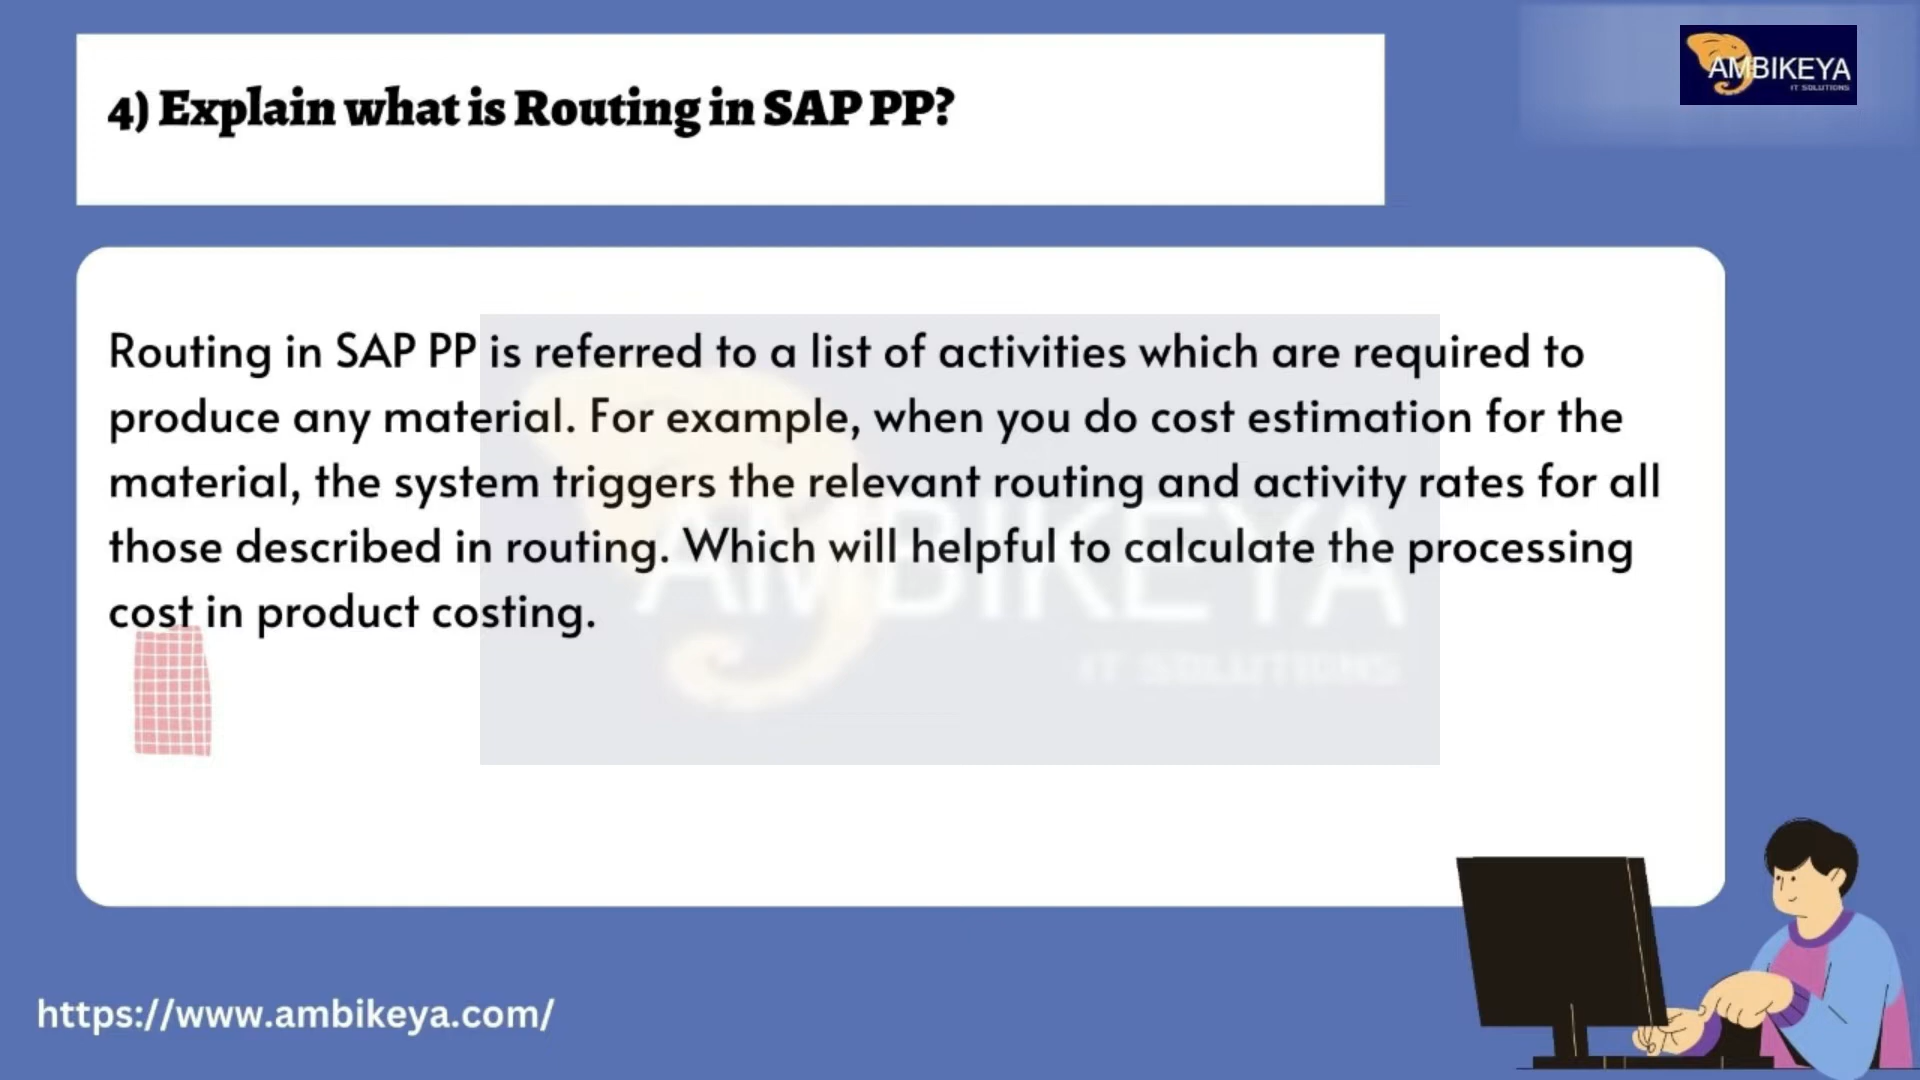 AMBIKEYA
IT SOLUTIONS
4) Explain what is Routing in SAP PP?
Routing in SAP PP is referred to a list of activities which are required to
produce any material. For example, when you do cost estimation for the
material, the system triggers the relevant routing and activity rates for all
those described in routing. Which will helpful to calculate the processing
cost in product costing.
AMBIKEYA
IT SOLUTIONS
https://www.ambikeya.com/